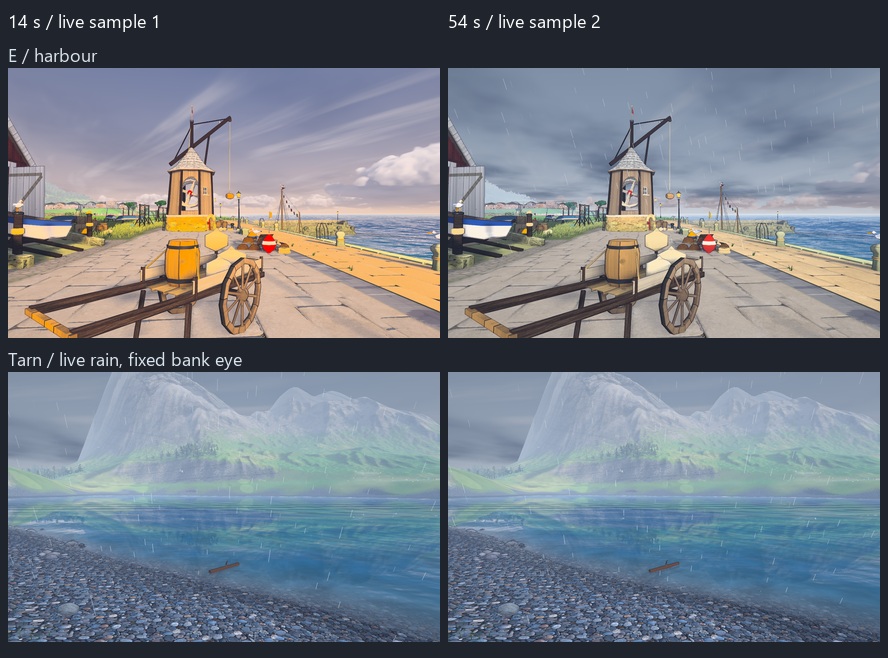 14 s / live sample 1
54 s / live sample 2
E / harbour
Tarn / live rain, fixed bank eye